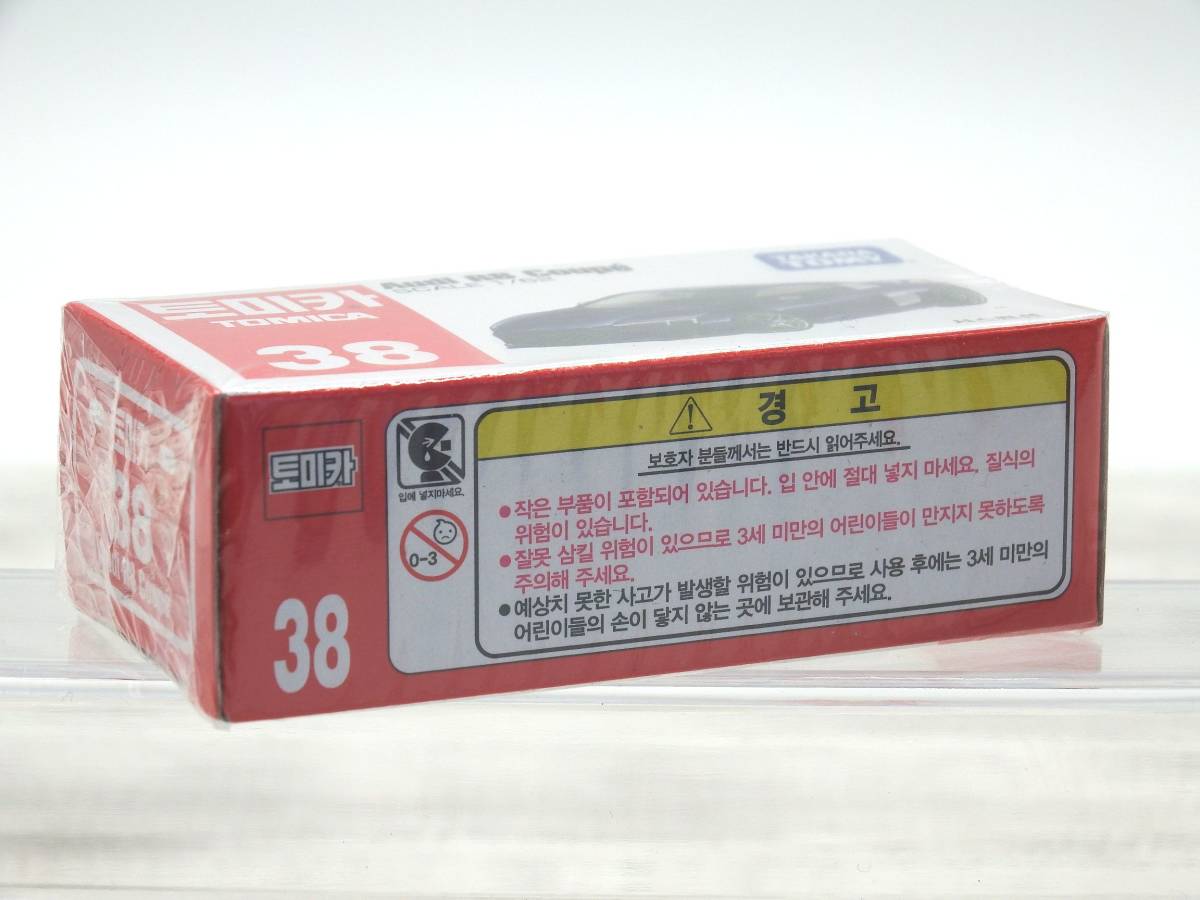 토미카
TOMICA
38
Audi R8 Coupé
TAKARA
TOMY
토미카
38
토미카
38
입에 넣지마세요.
0-3
경 고
보호자 분들께서는 반드시 읽어주세요.
●작은 부품이 포함되어 있습니다. 입 안에 절대 넣지 마세요. 질식의
위험이 있습니다.
●잘못 삼킬 위험이 있으므로 3세 미만의 어린이들이 만지지 못하도록
주의해 주세요.
●예상치 못한 사고가 발생할 위험이 있으므로 사용 후에는 3세 미만의
어린이들의 손이 닿지 않는 곳에 보관해 주세요.